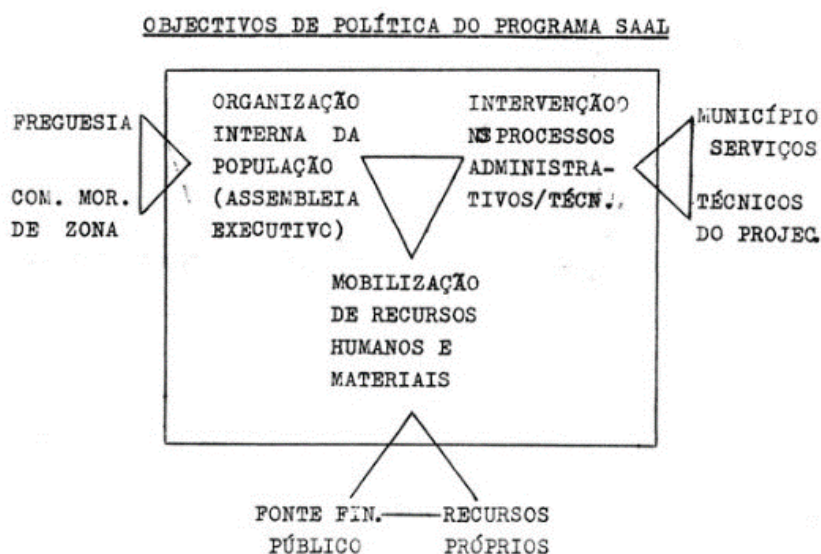 OBJECTIVOS DE POLÍTICA DO PROGRAMA SAAL
FREGUESIA
COM. MOR.
DE ZONA
ORGANIZAÇÃO
INTERNA DA
POPULAÇÃO
(ASSEMBLEIA
EXECUTIVO)
INTERVENÇÃO
NOS PROCESSOS
ADMINISTRA-
TIVOS/TÉCN.
MUNICÍPIO
SERVIÇOS
TÉCNICOS
DO PROJEC.
MOBILIZAÇÃO
DE RECURSOS
HUMANOS E
MATERIAIS
FONTE FIN.
PÚBLICO
RECURSOS
PRÓPRIOS